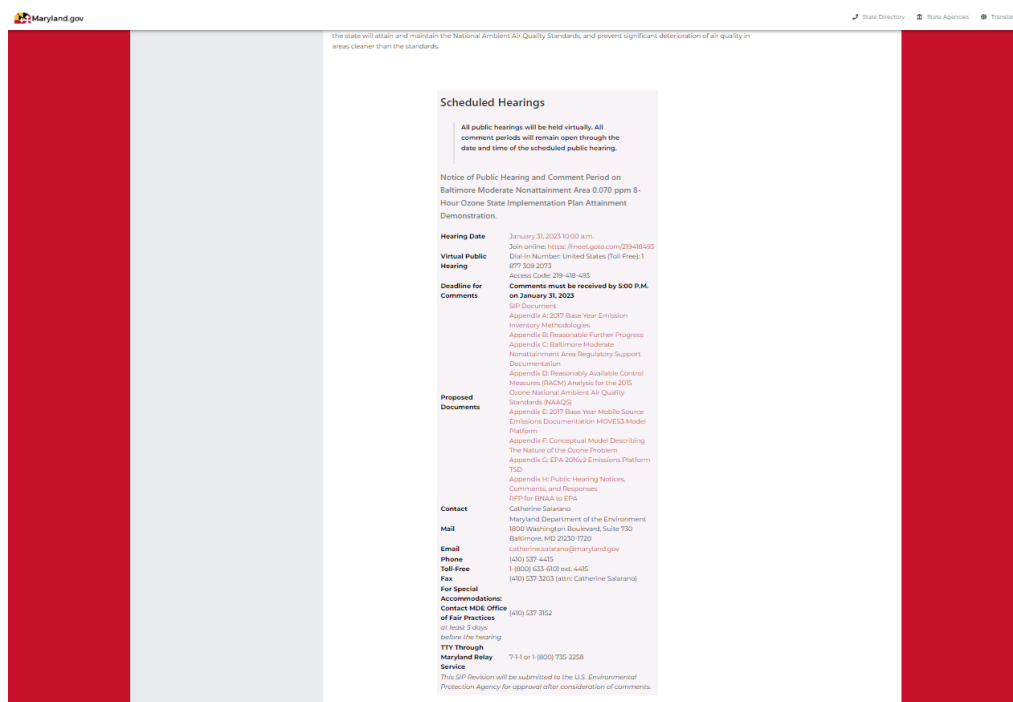 Maryland.gov
State Directory
State Agencies
Translate
the state will attain and maintain the National Ambient Air Quality Standards, and prevent significant deterioration of air quality in
areas cleaner than the standards.
Scheduled Hearings
All public hearings will be held virtually. All
comment periods will remain open through the
date and time of the scheduled public hearing.
Notice of Public Hearing and Comment Period on
Baltimore Moderate Nonattainment Area 0.070 ppm 8-
Hour Ozone State Implementation Plan Attainment
Demonstration.
Hearing Date
January 31, 2023 10:00 a.m.
Virtual Public
Hearing
Join online: https: //meet.goto.com/219418493
Dial-in Number: United States (Toll Free): 1
877 309 2073
Access Code: 219-418-493
Deadline for
Comments
Comments must be received by 5:00 P.M.
on January 31, 2023
Proposed
Documents
SIP Document
Appendix A: 2017 Base Year Emission
Inventory Methodologies
Appendix B: Reasonable Further Progress
Appendix C: Baltimore Moderate
Nonattainment Area Regulatory Support
Documentation
Appendix D: Reasonably Available Control
Measures (RACM) Analysis for the 2015
Ozone National Ambient Air Quality
Standards (NAAQS)
Appendix E: 2017 Base Year Mobile Source
Emissions Documentation MOVES3 Model
Platform
Appendix F: Conceptual Model Describing
The Nature of the Ozone Problem
Appendix G: EPA 2016v2 Emissions Platform
TSD
Appendix H: Public Hearing Notices,
Comments, and Responses
RFP for BNAA to EPA
Contact
Catherine Salarano
Mail
Maryland Department of the Environment
1800 Washington Boulevard, Suite 730
Baltimore, MD 21230-1720
Email
catherine.salarano@maryland.gov
Phone
(410) 537-4415
Toll-Free
1-(800) 633-6101 ext. 4415
Fax
(410) 537-3203 (attn: Catherine Salarano)
For Special
Accommodations:
Contact MDE Office
of Fair Practices
at least 5 days
before the hearing
(410) 537-3152
TTY Through
Maryland Relay
Service
7-1-1 or 1-(800) 735-2258
This SIP Revision will be submitted to the U.S. Environmental
Protection Agency for approval after consideration of comments.